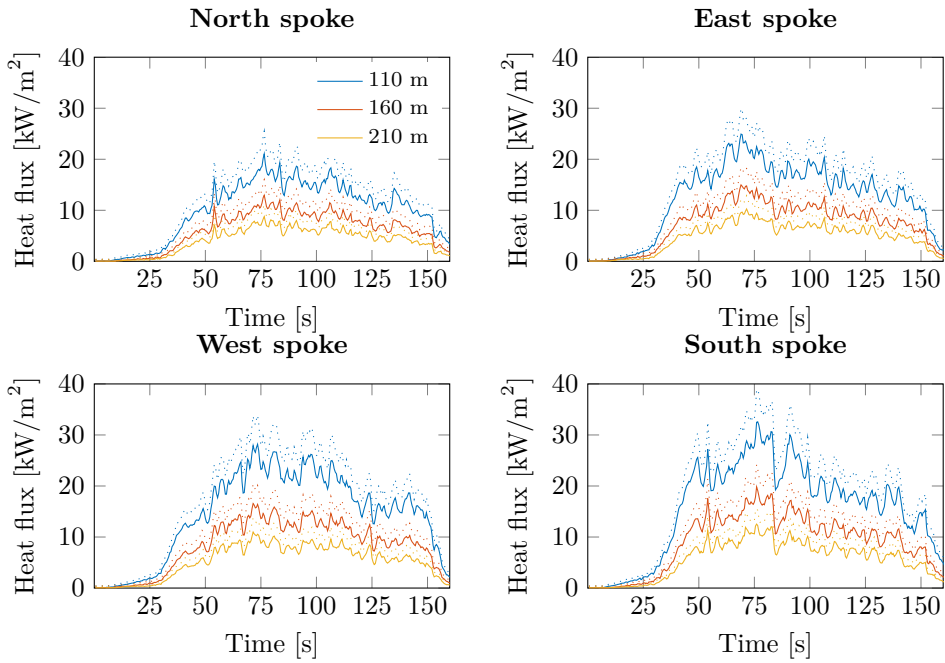 North spoke
Heat flux [kW/m²]
40
30
20
10
0
110 m
160 m
210 m
25 50 75 100 125 150
Time [s]
East spoke
Heat flux [kW/m²]
40
30
20
10
0
25 50 75 100 125 150
Time [s]
West spoke
Heat flux [kW/m²]
40
30
20
10
0
25 50 75 100 125 150
Time [s]
South spoke
Heat flux [kW/m²]
40
30
20
10
0
25 50 75 100 125 150
Time [s]